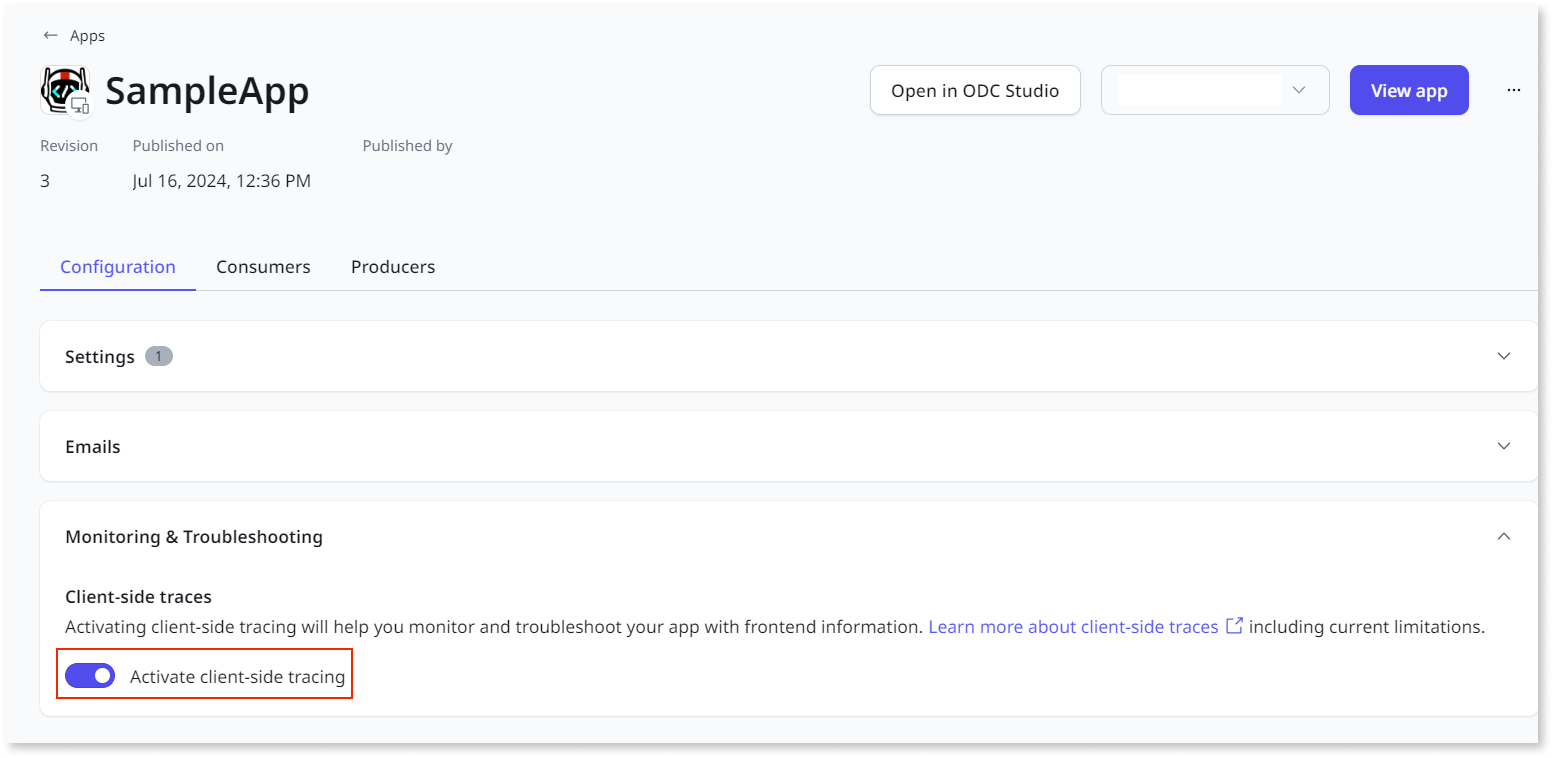 ← Apps
SampleApp
Open in ODC Studio
View app
...
Revision Published on Published by
3 Jul 16, 2024, 12:36 PM
Configuration Consumers Producers
Settings 1
Emails
Monitoring & Troubleshooting
Client-side traces
Activating client-side tracing will help you monitor and troubleshoot your app with frontend information. Learn more about client-side traces including current limitations.
Activate client-side tracing